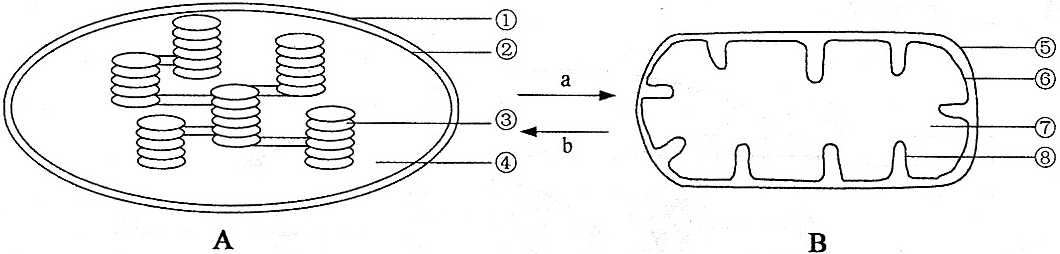 ①
②
③
④
A
a
b
⑤
⑥
⑦
⑧
B